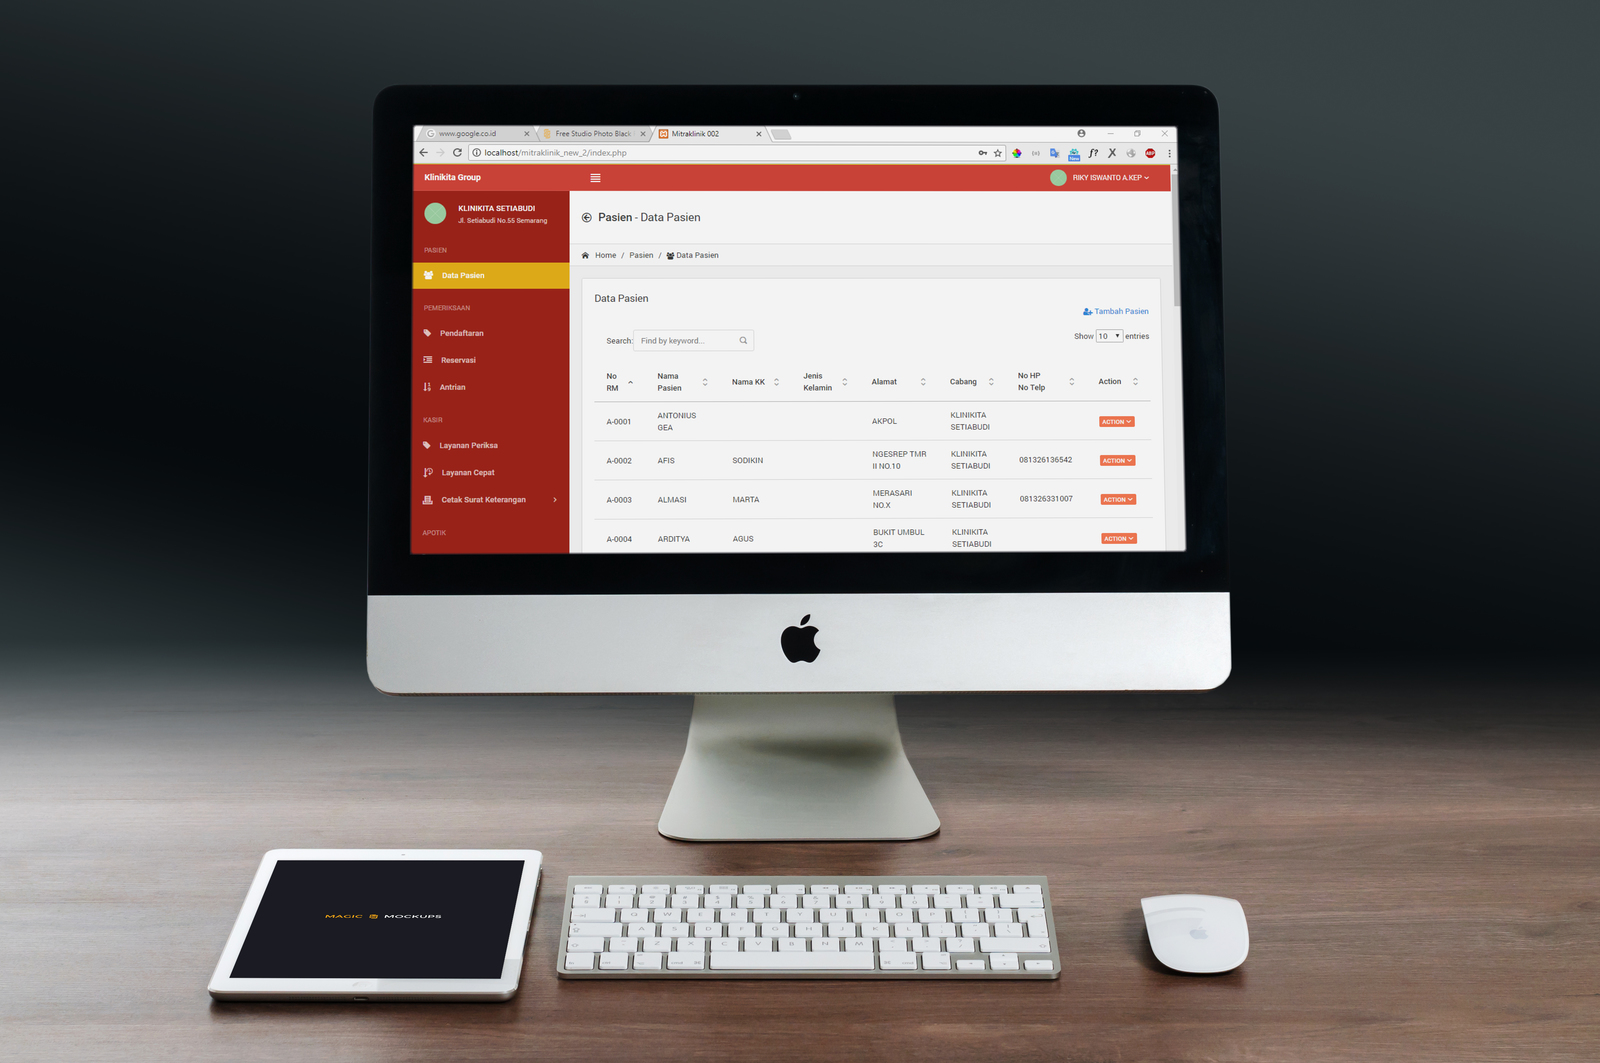 www.google.co.id
Free Studio Photo Black
Mitraklinik 002
localhost/mitraklinik_new_2/index.php
Klinikita Group
RIKY ISWANTO A.KEP
KLINIKITA SETIABUDI
Jl. Setiabudi No.55 Semarang
PASIEN
Data Pasien
PEMERIKSAAN
Pendaftaran
Reservasi
Antrian
KASIR
Layanan Periksa
Layanan Cepat
Cetak Surat Keterangan
APOTIK
Pasien - Data Pasien
Home / Pasien / Data Pasien
Data Pasien
Tambah Pasien
Search: Find by keyword...
Show 10 entries
No RM
Nama Pasien
Nama KK
Jenis Kelamin
Alamat
Cabang
No HP No Telp
Action
A-0001 ANTONIUS GEA AKPOL KLINIKITA SETIABUDI ACTION
A-0002 AFIS SODIKIN NGESREP TMR II NO.10 KLINIKITA SETIABUDI 081326136542 ACTION
A-0003 ALMASI MARTA MERASARI NO.X KLINIKITA SETIABUDI 081326331007 ACTION
A-0004 ARDITYA AGUS BUKIT UMBUL 3C KLINIKITA SETIABUDI ACTION
MAGIC MOCKUPS
Q W E R T Y U I O P
A S D F G H J K L
Z X C V B N M